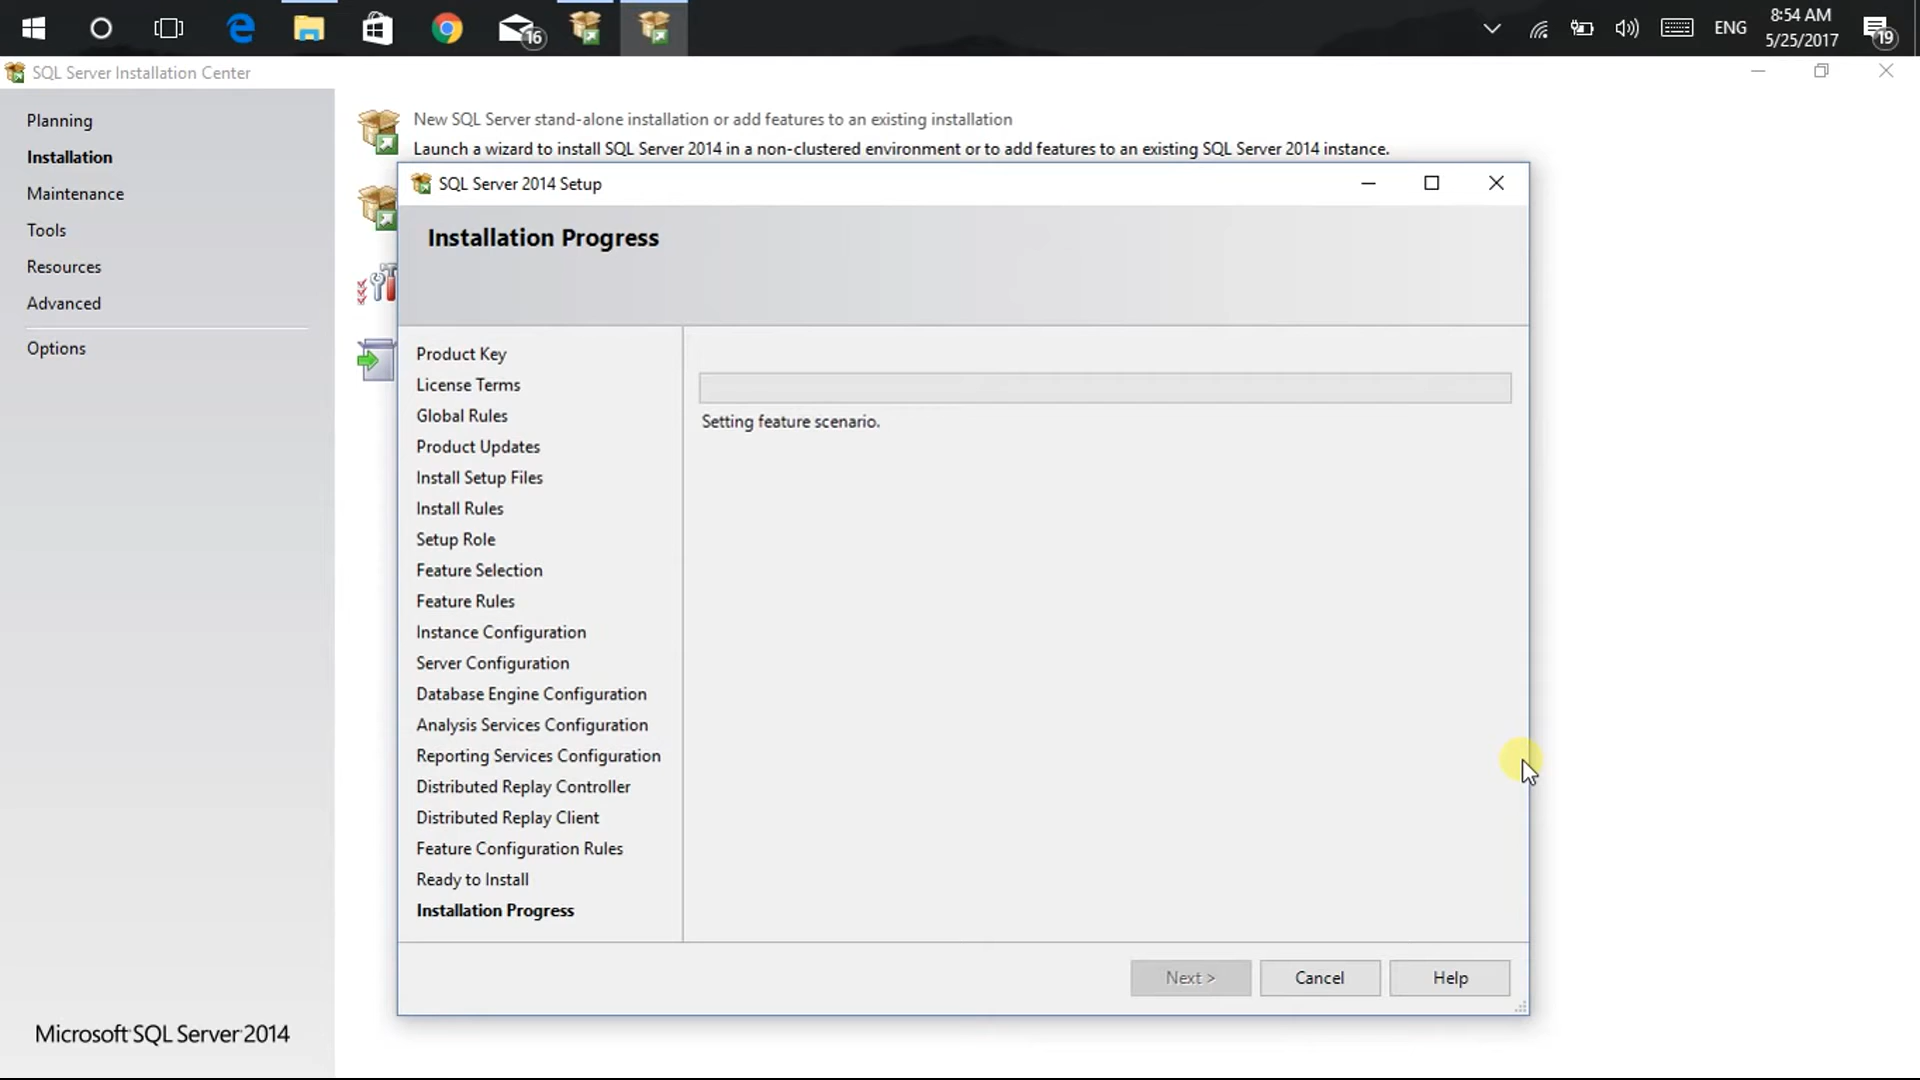 16
ENG
8:54 AM
5/25/2017
19
SQL Server Installation Center
Planning
Installation
Maintenance
Tools
Resources
Advanced
Options
Microsoft SQL Server 2014
New SQL Server stand-alone installation or add features to an existing installation
Launch a wizard to install SQL Server 2014 in a non-clustered environment or to add features to an existing SQL Server 2014 instance.
SQL Server 2014 Setup
Installation Progress
Product Key
License Terms
Global Rules
Product Updates
Install Setup Files
Install Rules
Setup Role
Feature Selection
Feature Rules
Instance Configuration
Server Configuration
Database Engine Configuration
Analysis Services Configuration
Reporting Services Configuration
Distributed Replay Controller
Distributed Replay Client
Feature Configuration Rules
Ready to Install
Installation Progress
Setting feature scenario.
Next >
Cancel
Help